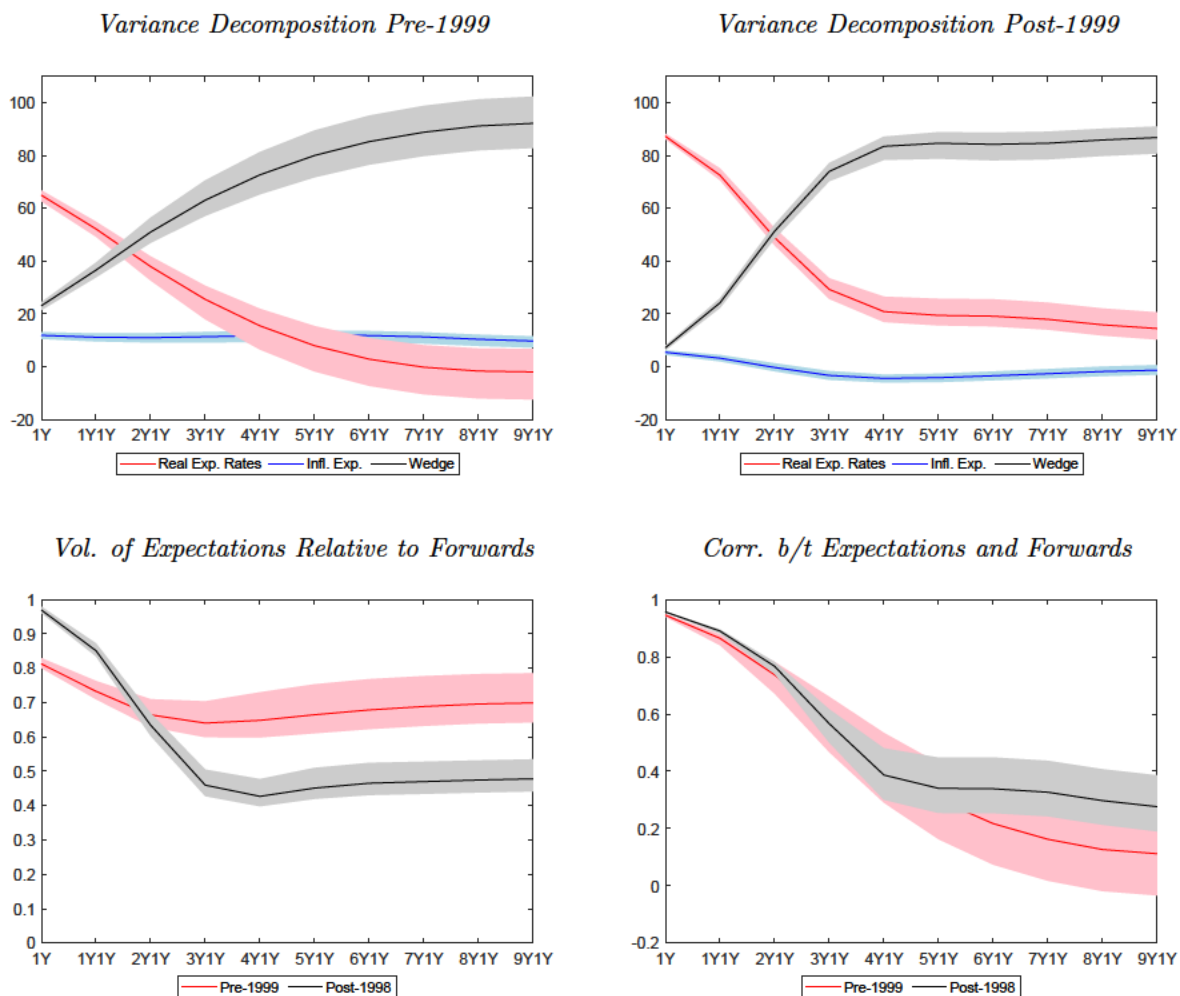 Variance Decomposition Pre-1999
100
80
60
40
20
0
-20
1Y 1Y1Y 2Y1Y 3Y1Y 4Y1Y 5Y1Y 6Y1Y 7Y1Y 8Y1Y 9Y1Y
Real Exp. Rates Infl. Exp. Wedge
Variance Decomposition Post-1999
100
80
60
40
20
0
-20
1Y 1Y1Y 2Y1Y 3Y1Y 4Y1Y 5Y1Y 6Y1Y 7Y1Y 8Y1Y 9Y1Y
Real Exp. Rates Infl. Exp. Wedge
Vol. of Expectations Relative to Forwards
1
0.9
0.8
0.7
0.6
0.5
0.4
0.3
0.2
0.1
0
1Y 1Y1Y 2Y1Y 3Y1Y 4Y1Y 5Y1Y 6Y1Y 7Y1Y 8Y1Y 9Y1Y
Pre-1999 Post-1998
Corr. b/t Expectations and Forwards
1
0.8
0.6
0.4
0.2
0
-0.2
1Y 1Y1Y 2Y1Y 3Y1Y 4Y1Y 5Y1Y 6Y1Y 7Y1Y 8Y1Y 9Y1Y
Pre-1999 Post-1998